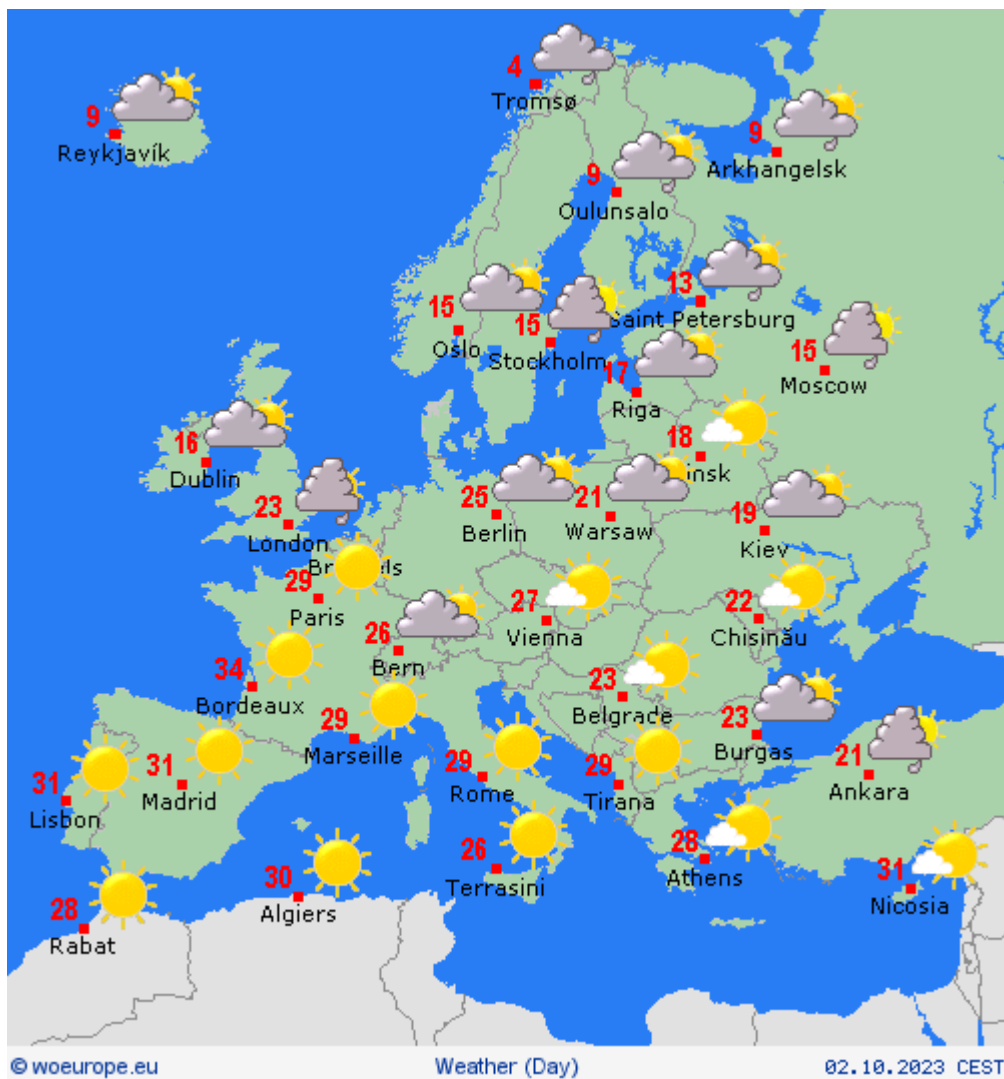 4
Tromsø
9
Reykjavík
9
Arkhangelsk
9
Oulunsalo
13
Saint Petersburg
15
Oslo
15
Stockholm
15
Moscow
17
Riga
16
Dublin
18
insk
23
London
25
Berlin
21
Warsaw
19
Kiev
29
Paris
27
Vienna
22
Chisinău
26
Bern
34
Bordeaux
23
Belgrade
23
Burgas
29
Marseille
31
Lisbon
31
Madrid
29
Rome
29
Tirana
21
Ankara
26
Terrasini
28
Athens
31
Nicosia
30
Algiers
28
Rabat
© woeurope.eu
Weather (Day)
02.10.2023 CEST